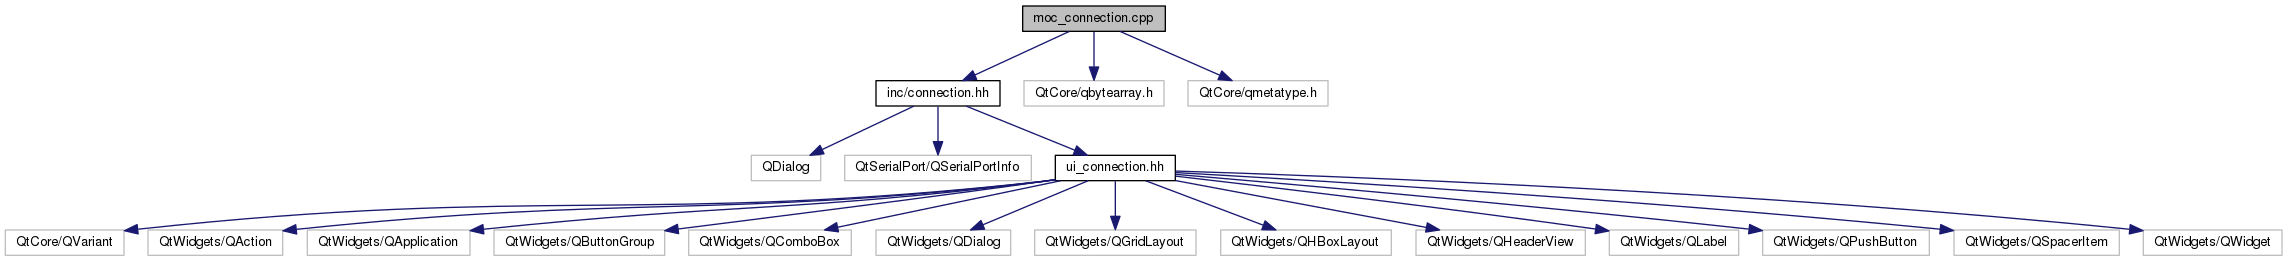 moc_connection.cpp
inc/connection.hh
QtCore/qbytearray.h
QtCore/qmetatype.h
QDialog
QtSerialPort/QSerialPortInfo
ui_connection.hh
QtCore/QVariant
QtWidgets/QAction
QtWidgets/QApplication
QtWidgets/QButtonGroup
QtWidgets/QComboBox
QtWidgets/QDialog
QtWidgets/QGridLayout
QtWidgets/QHBoxLayout
QtWidgets/QHeaderView
QtWidgets/QLabel
QtWidgets/QPushButton
QtWidgets/QSpacerItem
QtWidgets/QWidget